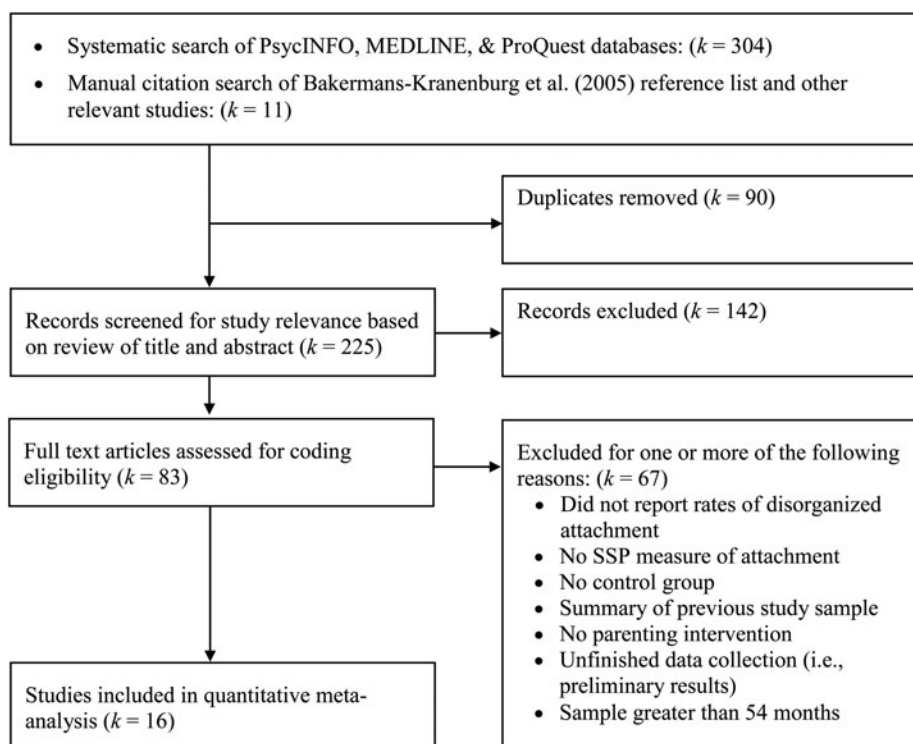 • Systematic search of PsycINFO, MEDLINE, & ProQuest databases: (k = 304)
• Manual citation search of Bakermans-Kranenburg et al. (2005) reference list and other
relevant studies: (k = 11)
Duplicates removed (k = 90)
Records screened for study relevance based
on review of title and abstract (k = 225)
Records excluded (k = 142)
Full text articles assessed for coding
eligibility (k = 83)
Excluded for one or more of the following
reasons: (k = 67)
• Did not report rates of disorganized
attachment
• No SSP measure of attachment
• No control group
• Summary of previous study sample
• No parenting intervention
• Unfinished data collection (i.e.,
preliminary results)
• Sample greater than 54 months
Studies included in quantitative meta-
analysis (k = 16)